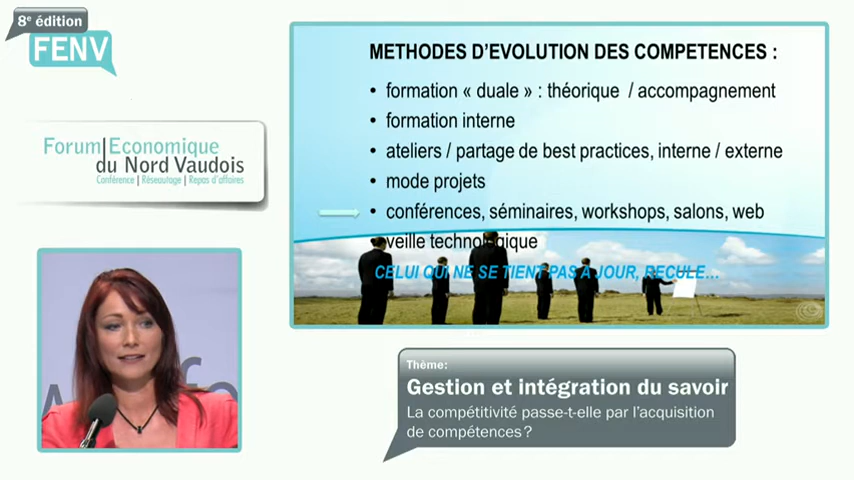 8e édition
FENV
Forum|Economique
du Nord Vaudois
Conférence | Réseautage | Repas d'affaires
METHODES D'EVOLUTION DES COMPETENCES :
• formation « duale » : théorique / accompagnement
• formation interne
• ateliers / partage de best practices, interne / externe
• mode projets
• conférences, séminaires, workshops, salons, web
• veille technologique
CELUI QUI NE SE TIENT PAS A JOUR, RECULE...
Thème:
Gestion et intégration du savoir
La compétitivité passe-t-elle par l'acquisition
de compétences ?